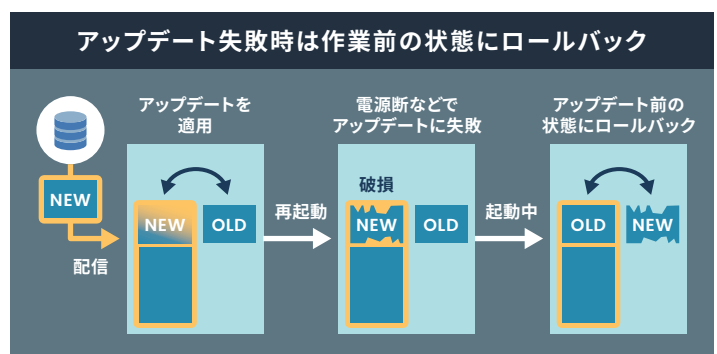 アップデート失敗時は作業前の状態にロールバック
NEW
配信
アップデートを
適用
NEW
OLD
再起動
電源断などで
アップデートに失敗
破損
NEW
OLD
起動中
アップデート前の
状態にロールバック
OLD
NEW